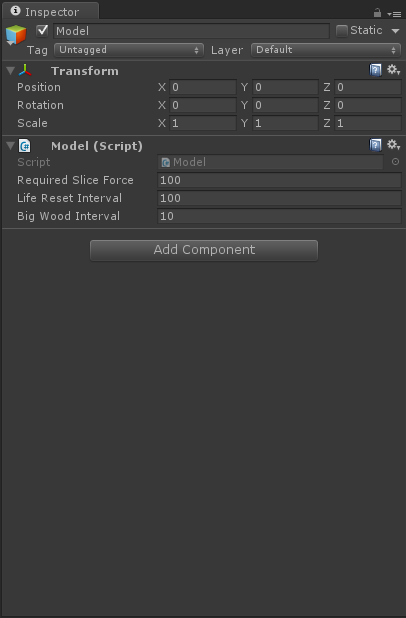 Inspector
Model Static
Tag Untagged Layer Default
Transform
Position X 0 Y 0 Z 0
Rotation X 0 Y 0 Z 0
Scale X 1 Y 1 Z 1
Model (Script)
Script Model
Required Slice Force 100
Life Reset Interval 100
Big Wood Interval 10
Add Component